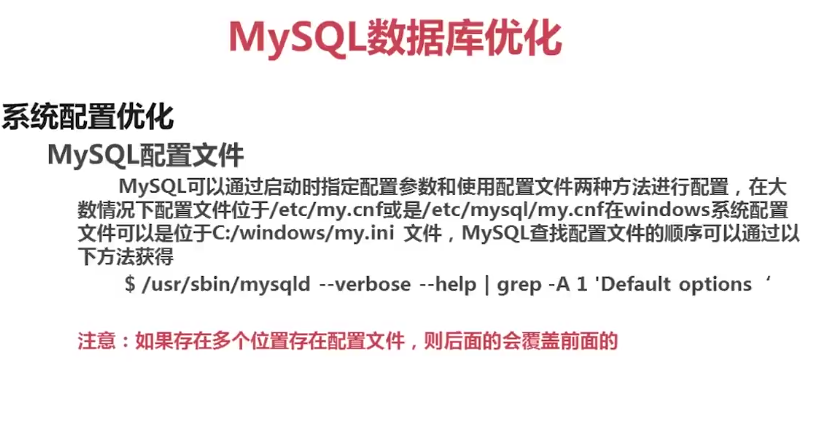 MySQL数据库优化
系统配置优化
MySQL配置文件
MySQL可以通过启动时指定配置参数和使用配置文件两种方法进行配置，在大
数情况下配置文件位于/etc/my.cnf或是/etc/mysql/my.cnf在windows系统配置
文件可以是位于C:/windows/my.ini 文件，MySQL查找配置文件的顺序可以通过以
下方法获得
$ /usr/sbin/mysqld --verbose --help | grep -A 1 'Default options ‘
注意：如果存在多个位置存在配置文件，则后面的会覆盖前面的